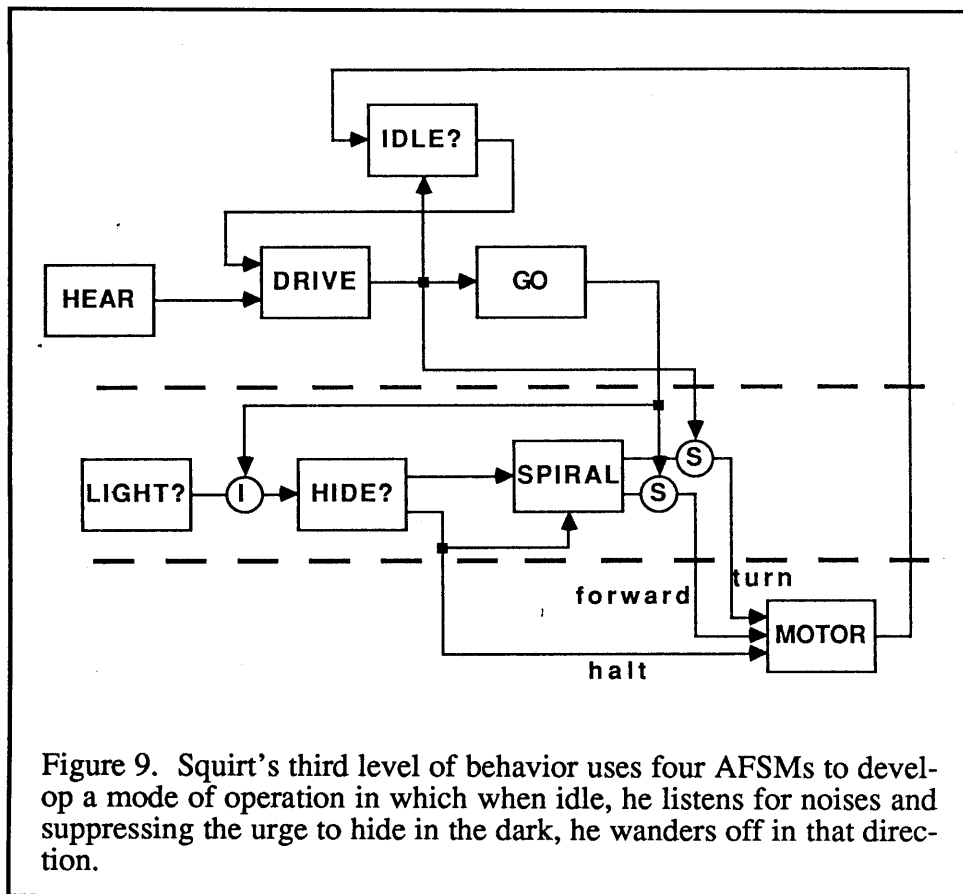 IDLE?
HEAR
DRIVE
GO
LIGHT?
I
HIDE?
SPIRAL
S
S
turn
forward
MOTOR
halt
Figure 9. Squirt's third level of behavior uses four AFSMs to devel-
op a mode of operation in which when idle, he listens for noises and
suppressing the urge to hide in the dark, he wanders off in that direc-
tion.